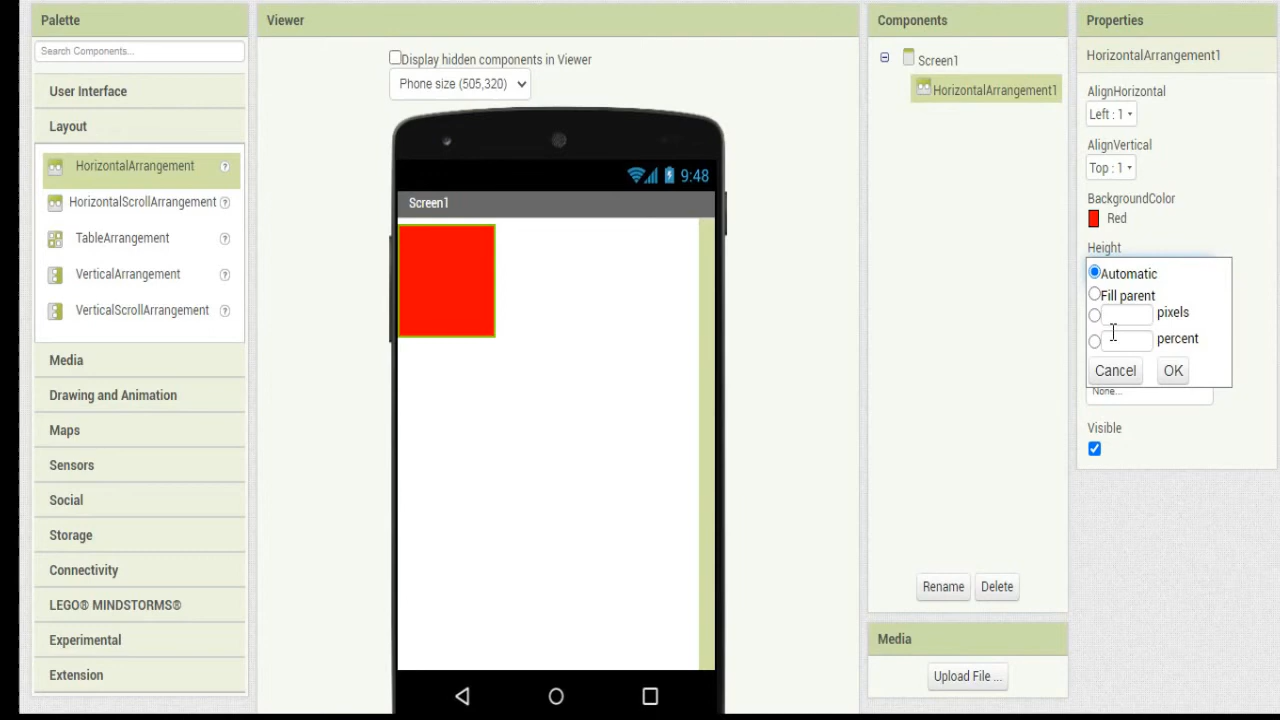 Palette
Search Components...
User Interface
Layout
HorizontalArrangement
?
HorizontalScrollArrangement
?
TableArrangement
?
VerticalArrangement
?
VerticalScrollArrangement
?
Media
Drawing and Animation
Maps
Sensors
Social
Storage
Connectivity
LEGO® MINDSTORMS®
Experimental
Extension
Viewer
Display hidden components in Viewer
Phone size (505,320)
9:48
Screen1
Components
Screen1
HorizontalArrangement1
Rename
Delete
Media
Upload File ...
Properties
HorizontalArrangement1
AlignHorizontal
Left : 1
AlignVertical
Top : 1
BackgroundColor
Red
Height
Automatic
Fill parent
pixels
percent
Cancel
OK
None...
Visible